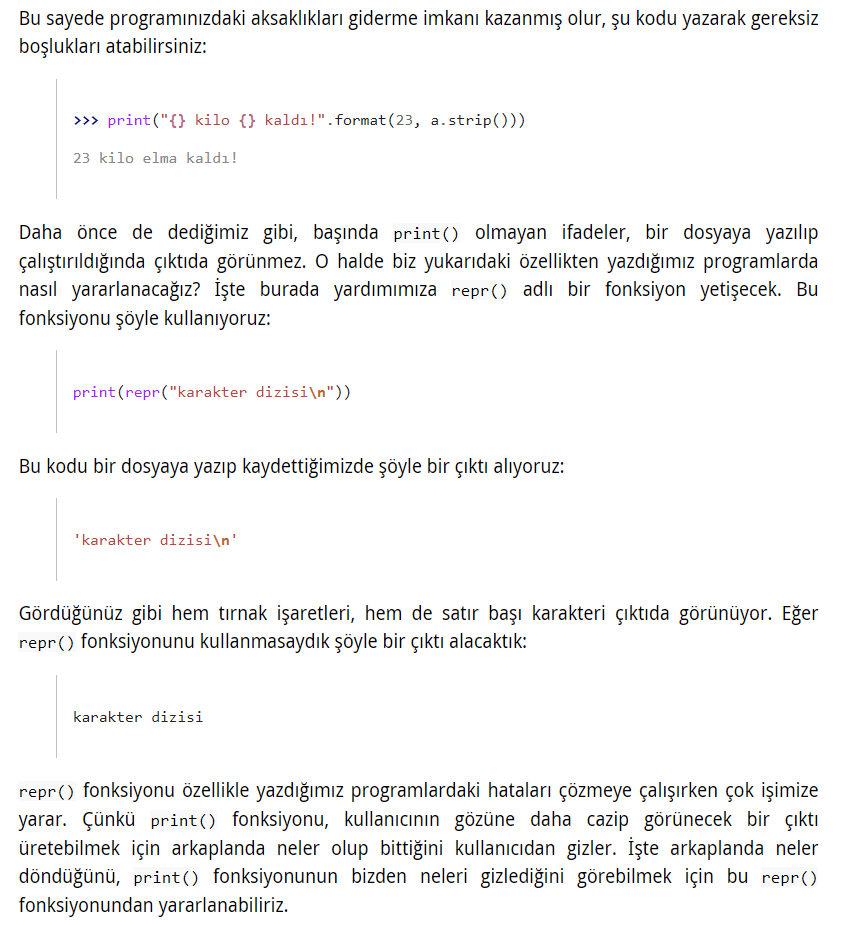 Bu sayede programınızdaki aksaklıkları giderme imkanı kazanmış olur, şu kodu yazarak gereksiz
boşlukları atabilirsiniz:
>>> print("{} kilo {} kaldı!".format(23, a.strip()))
23 kilo elma kaldı!
Daha önce de dediğimiz gibi, başında print() olmayan ifadeler, bir dosyaya yazılıp
çalıştırıldığında çıktıda görünmez. O halde biz yukarıdaki özellikten yazdığımız programlarda
nasıl yararlanacağız? İşte burada yardımımıza repr() adlı bir fonksiyon yetişecek. Bu
fonksiyonu şöyle kullanıyoruz:
print(repr("karakter dizisi\n"))
Bu kodu bir dosyaya yazıp kaydettiğimizde şöyle bir çıktı alıyoruz:
'karakter dizisi\n'
Gördüğünüz gibi hem tırnak işaretleri, hem de satır başı karakteri çıktıda görünüyor. Eğer
repr() fonksiyonunu kullanmasaydık şöyle bir çıktı alacaktık:
karakter dizisi
repr() fonksiyonu özellikle yazdığımız programlardaki hataları çözmeye çalışırken çok işimize
yarar. Çünkü print() fonksiyonu, kullanıcının gözüne daha cazip görünecek bir çıktı
üretebilmek için arkaplanda neler olup bittiğini kullanıcıdan gizler. İşte arkaplanda neler
döndüğünü, print() fonksiyonunun bizden neleri gizlediğini görebilmek için bu repr()
fonksiyonundan yararlanabiliriz.